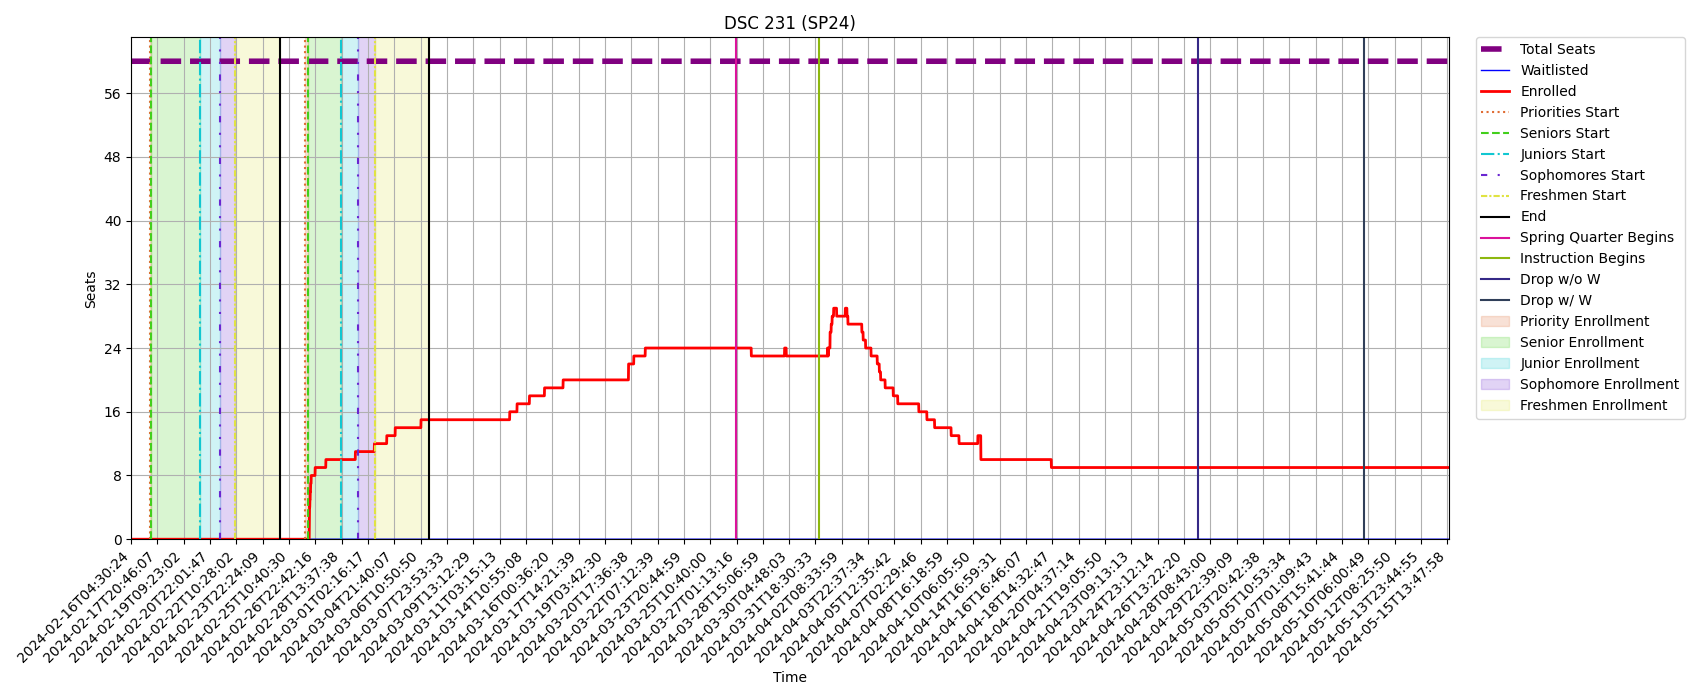 DSC 231 (SP24)
Seats
56
48
40
32
24
16
8
0
2024-02-16T04:30:24
2024-02-17T20:46:07
2024-02-19T09:23:02
2024-02-20T22:01:47
2024-02-22T10:28:02
2024-02-23T22:24:09
2024-02-25T10:40:30
2024-02-26T22:42:16
2024-02-28T13:37:38
2024-03-01T02:16:17
2024-03-04T21:40:07
2024-03-06T10:50:50
2024-03-07T23:53:33
2024-03-09T13:12:29
2024-03-11T03:15:13
2024-03-14T10:55:08
2024-03-16T00:36:20
2024-03-17T14:21:39
2024-03-19T03:42:30
2024-03-20T17:36:38
2024-03-22T07:12:39
2024-03-23T20:44:59
2024-03-25T10:40:00
2024-03-27T01:13:16
2024-03-28T15:06:59
2024-03-30T04:48:03
2024-03-31T18:30:33
2024-04-02T08:33:59
2024-04-03T22:37:34
2024-04-05T12:35:42
2024-04-07T02:29:46
2024-04-08T16:18:59
2024-04-10T06:05:50
2024-04-14T16:59:31
2024-04-16T16:46:07
2024-04-18T14:32:47
2024-04-20T04:37:14
2024-04-21T19:05:50
2024-04-23T09:13:13
2024-04-24T23:12:14
2024-04-26T13:22:20
2024-04-28T08:43:00
2024-04-29T22:39:09
2024-05-03T20:42:38
2024-05-05T10:53:34
2024-05-07T01:09:43
2024-05-08T15:41:44
2024-05-10T06:00:49
2024-05-12T08:25:50
2024-05-13T23:44:55
2024-05-15T13:47:58
Time
Total Seats
Waitlisted
Enrolled
Priorities Start
Seniors Start
Juniors Start
Sophomores Start
Freshmen Start
End
Spring Quarter Begins
Instruction Begins
Drop w/o W
Drop w/ W
Priority Enrollment
Senior Enrollment
Junior Enrollment
Sophomore Enrollment
Freshmen Enrollment